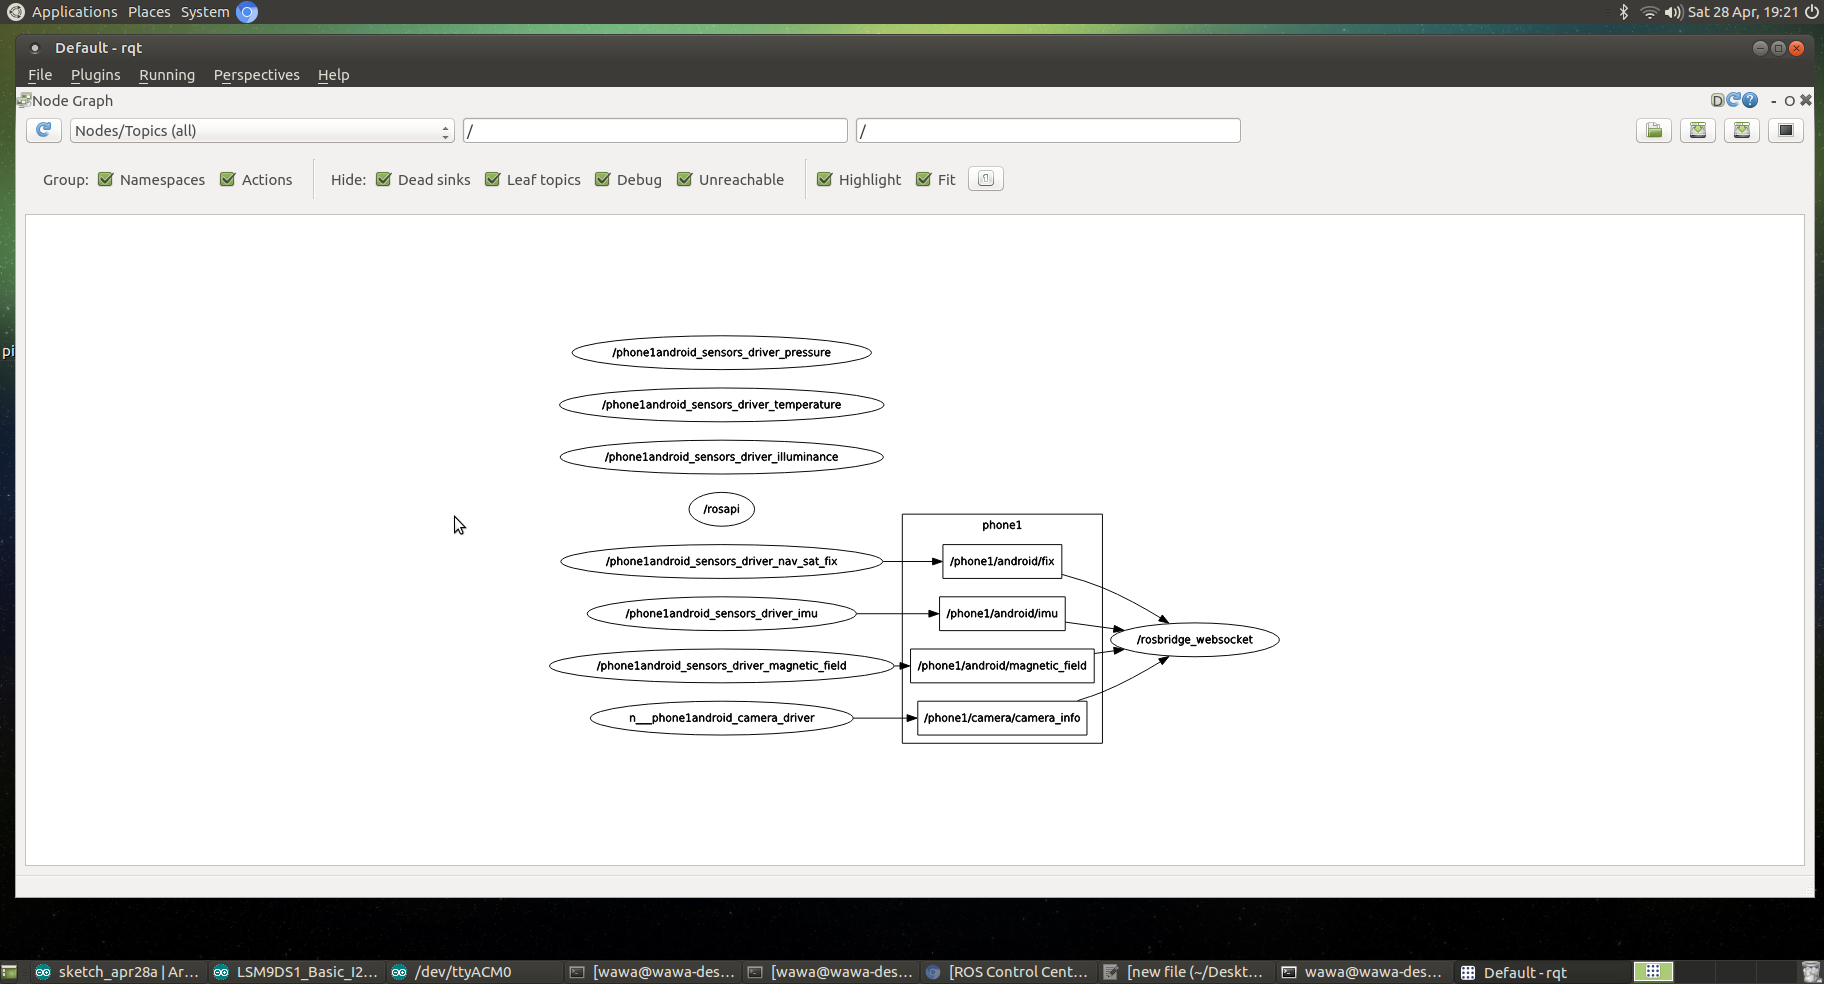 Applications Places System
Sat 28 Apr, 19:21
Default - rqt
File Plugins Running Perspectives Help
Node Graph
D ? - O
Nodes/Topics (all)
/
/
Group: Namespaces Actions Hide: Dead sinks Leaf topics Debug Unreachable Highlight Fit
pi
/phone1android_sensors_driver_pressure
/phone1android_sensors_driver_temperature
/phone1android_sensors_driver_illuminance
/rosapi
phone1
/phone1android_sensors_driver_nav_sat_fix
/phone1/android/fix
/phone1android_sensors_driver_imu
/phone1/android/imu
/rosbridge_websocket
/phone1android_sensors_driver_magnetic_field
/phone1/android/magnetic_field
n___phone1android_camera_driver
/phone1/camera/camera_info
sketch_apr28a | Ar...
LSM9DS1_Basic_I2...
/dev/ttyACM0
[wawa@wawa-des...
[wawa@wawa-des...
[ROS Control Cent...
[new file (~/Deskt...
wawa@wawa-des...
Default - rqt